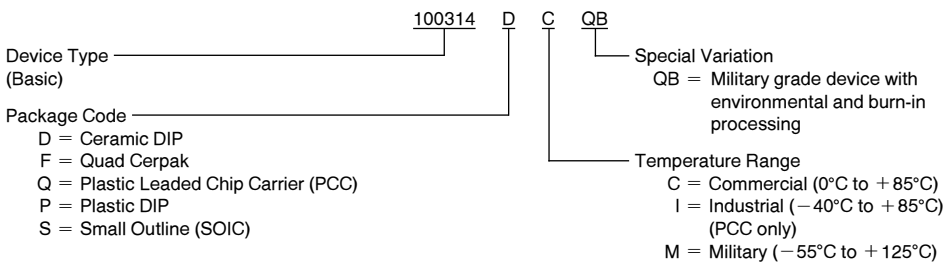 100314 D C QB
Device Type
(Basic)
Package Code
D = Ceramic DIP
F = Quad Cerpak
Q = Plastic Leaded Chip Carrier (PCC)
P = Plastic DIP
S = Small Outline (SOIC)
Special Variation
QB = Military grade device with
environmental and burn-in
processing
Temperature Range
C = Commercial (0°C to +85°C)
I = Industrial (−40°C to +85°C)
(PCC only)
M = Military (−55°C to +125°C)